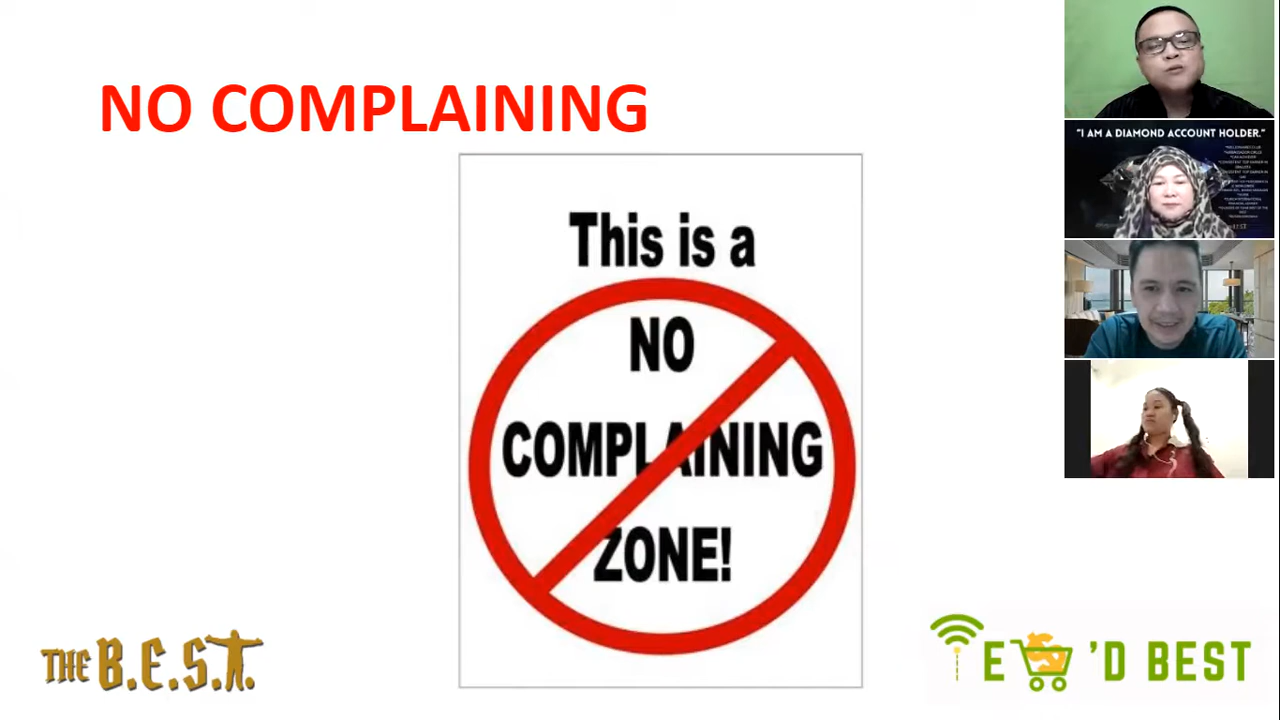 NO COMPLAINING
This is a
NO
COMPLAINING
ZONE!
THE B.E.S.T.
E 'D BEST
"I AM A DIAMOND ACCOUNT HOLDER."